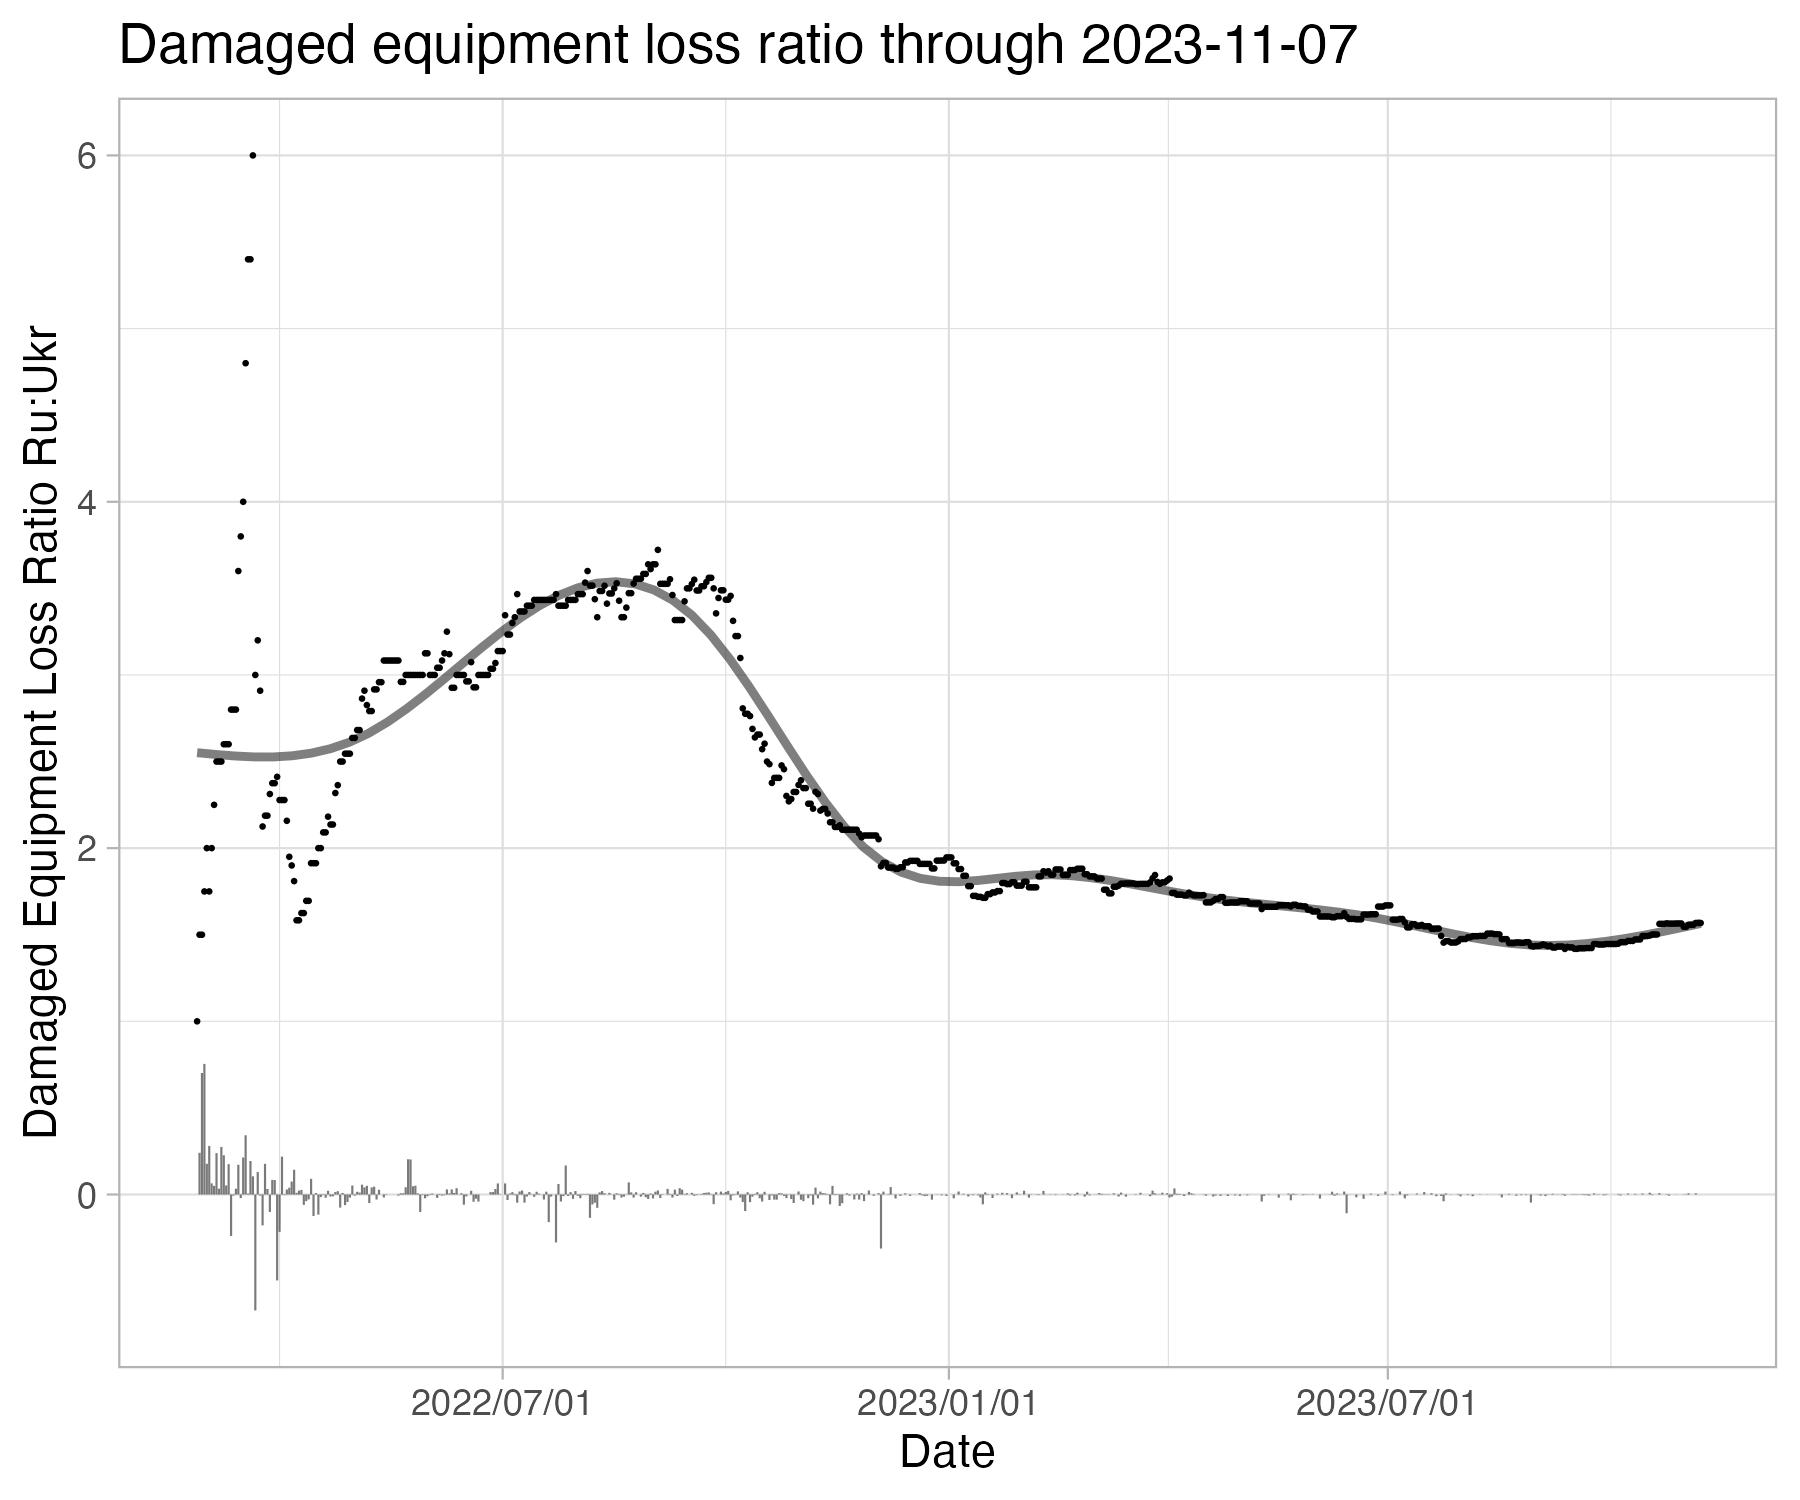 Damaged equipment loss ratio through 2023-11-07
Damaged Equipment Loss Ratio Ru:Ukr
6
4
2
0
2022/07/01
2023/01/01
2023/07/01
Date